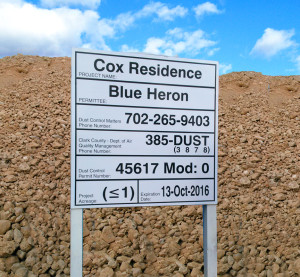 Cox Residence
PROJECT NAME:
Blue Heron
PERMITTEE:
Dust Control Matters
Phone Number: 702-265-9403
Clark County - Dept. of Air
Quality Management
Phone Number: 385-DUST
(3 8 7 8)
Dust Control
Permit Number: 45617 Mod: 0
Project
Acreage: (≤1) Expiration
Date: 13-Oct-2016